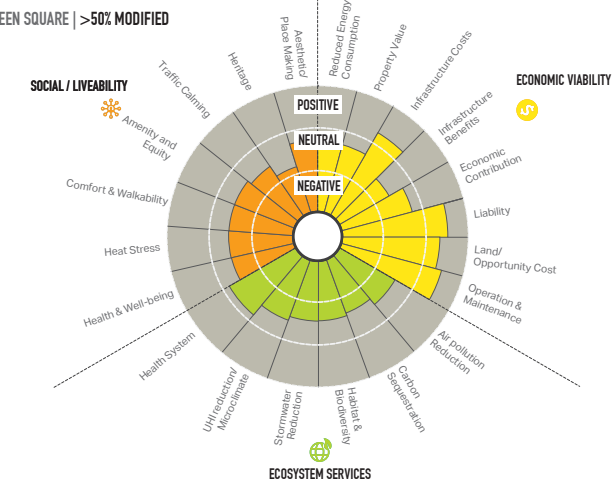 EEN SQUARE | >50% MODIFIED
SOCIAL / LIVEABILITY
ECONOMIC VIABILITY
ECOSYSTEM SERVICES
POSITIVE
NEUTRAL
NEGATIVE
Reduced Energy
Consumption
Property Value
Infrastructure Costs
Infrastructure
Benefits
Economic
Contribution
Liability
Land/
Opportunity Cost
Operation &
Maintenance
Air pollution
Reduction
Carbon
Sequestration
Habitat &
Biodiversity
Stormwater
Reduction
UHI reduction/
Microclimate
Health System
Health & Well-being
Heat Stress
Comfort & Walkability
Amenity and
Equity
Traffic Calming
Heritage
Aesthetic/
Place Making